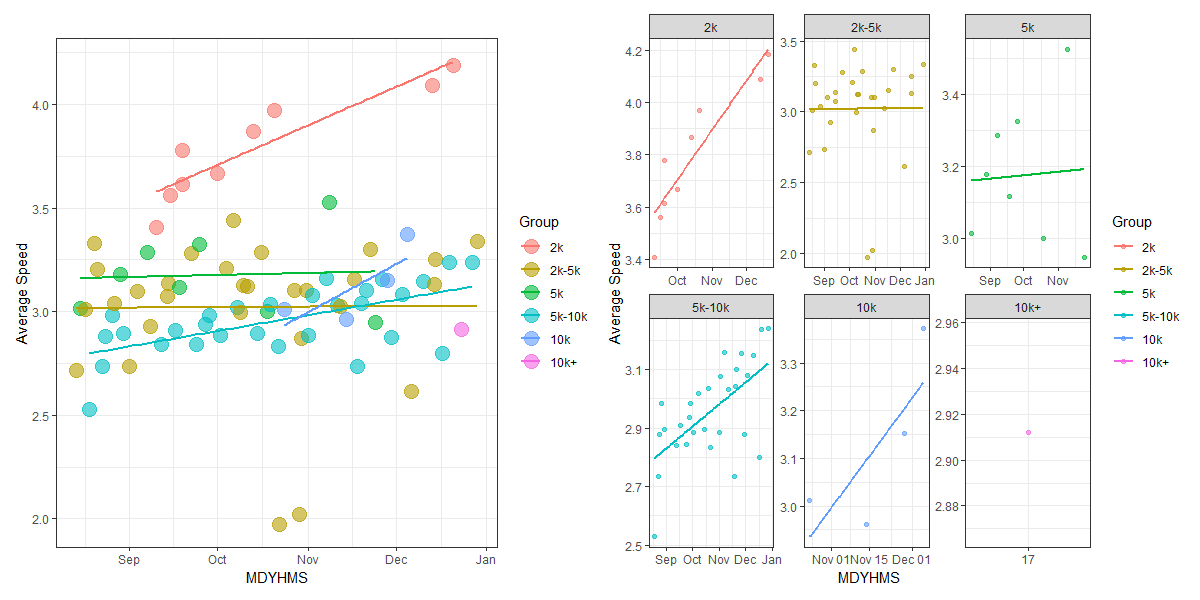 Average Speed
4.0
3.5
3.0
2.5
2.0
Sep Oct Nov Dec Jan
MDYHMS
Group
2k
2k-5k
5k
5k-10k
10k
10k+
Average Speed
2k 2k-5k 5k
4.2
4.0
3.8
3.6
3.4
Oct Nov Dec
3.5
3.0
2.5
2.0
Sep Oct Nov Dec Jan
3.4
3.2
3.0
Sep Oct Nov
5k-10k 10k 10k+
3.1
2.9
2.7
2.5
Sep Oct Nov Dec Jan
3.3
3.2
3.1
3.0
Nov 01 Nov 15 Dec 01
2.96
2.94
2.92
2.90
2.88
17
MDYHMS
Group
2k
2k-5k
5k
5k-10k
10k
10k+